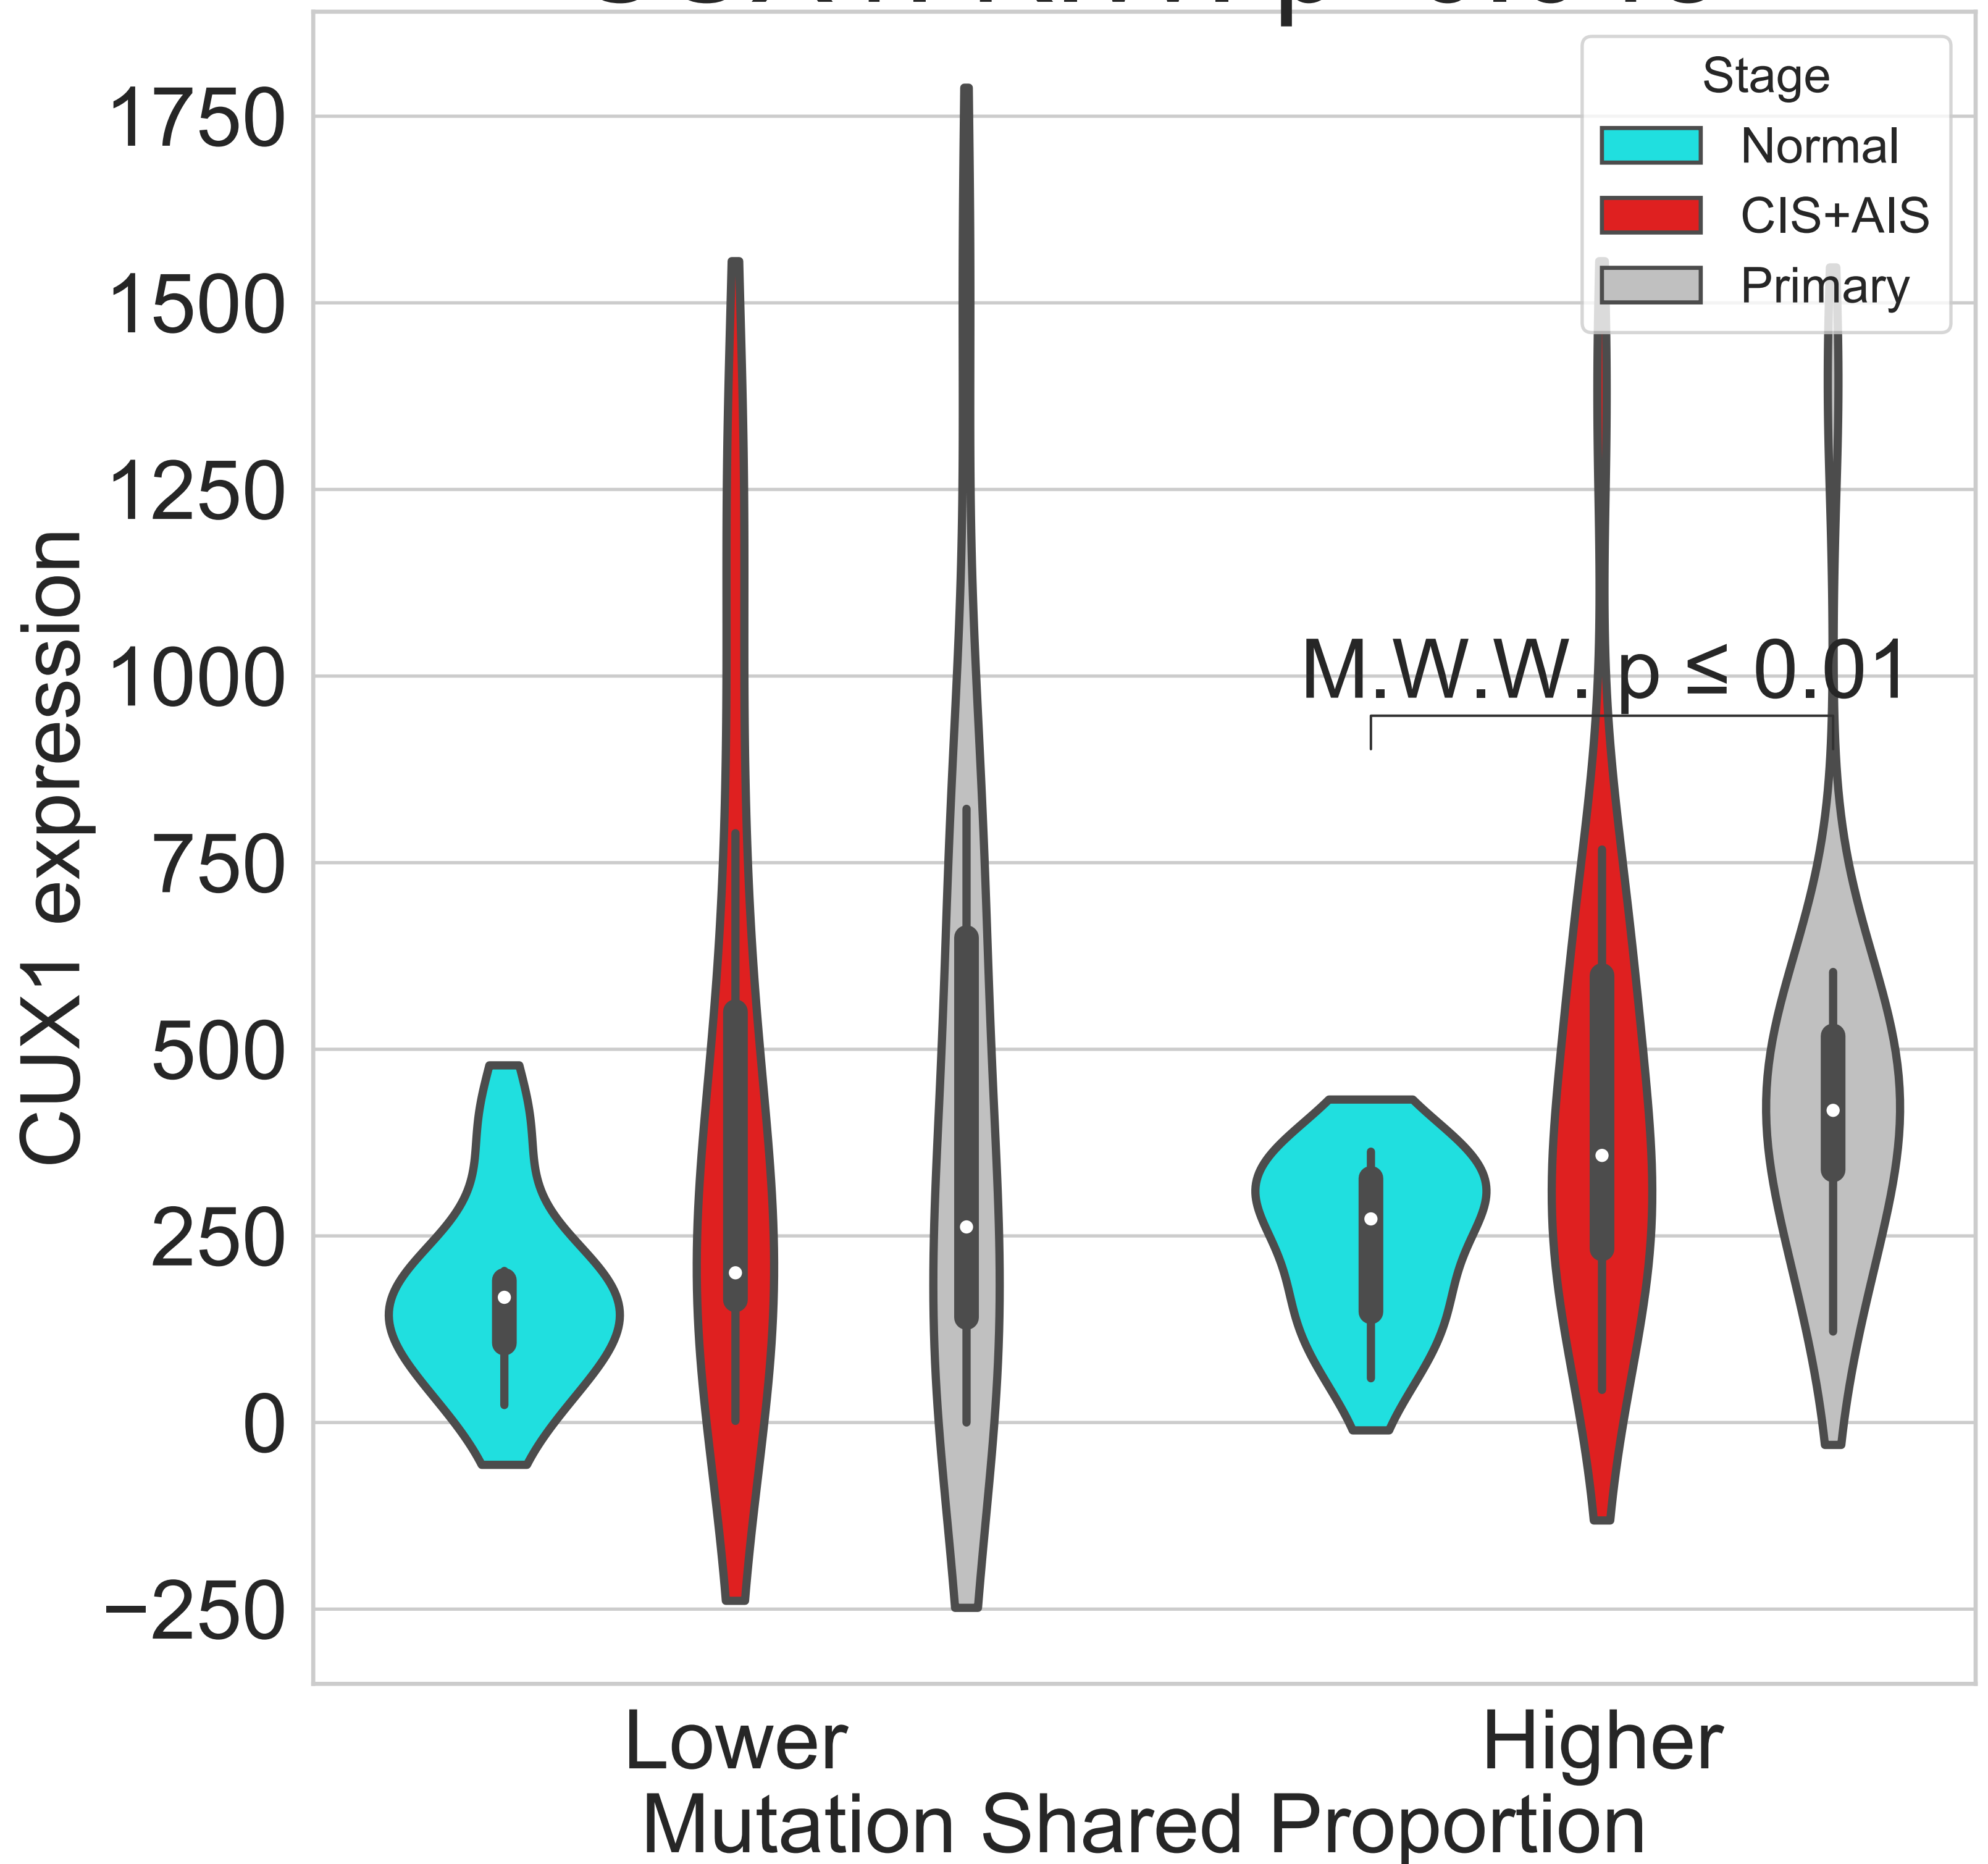 Stage
Normal
CIS+AIS
Primary
1750
1500
1250
1000
750
500
250
0
−250
CUX1 expression
M.W.W. p ≤ 0.01
Lower
Higher
Mutation Shared Proportion